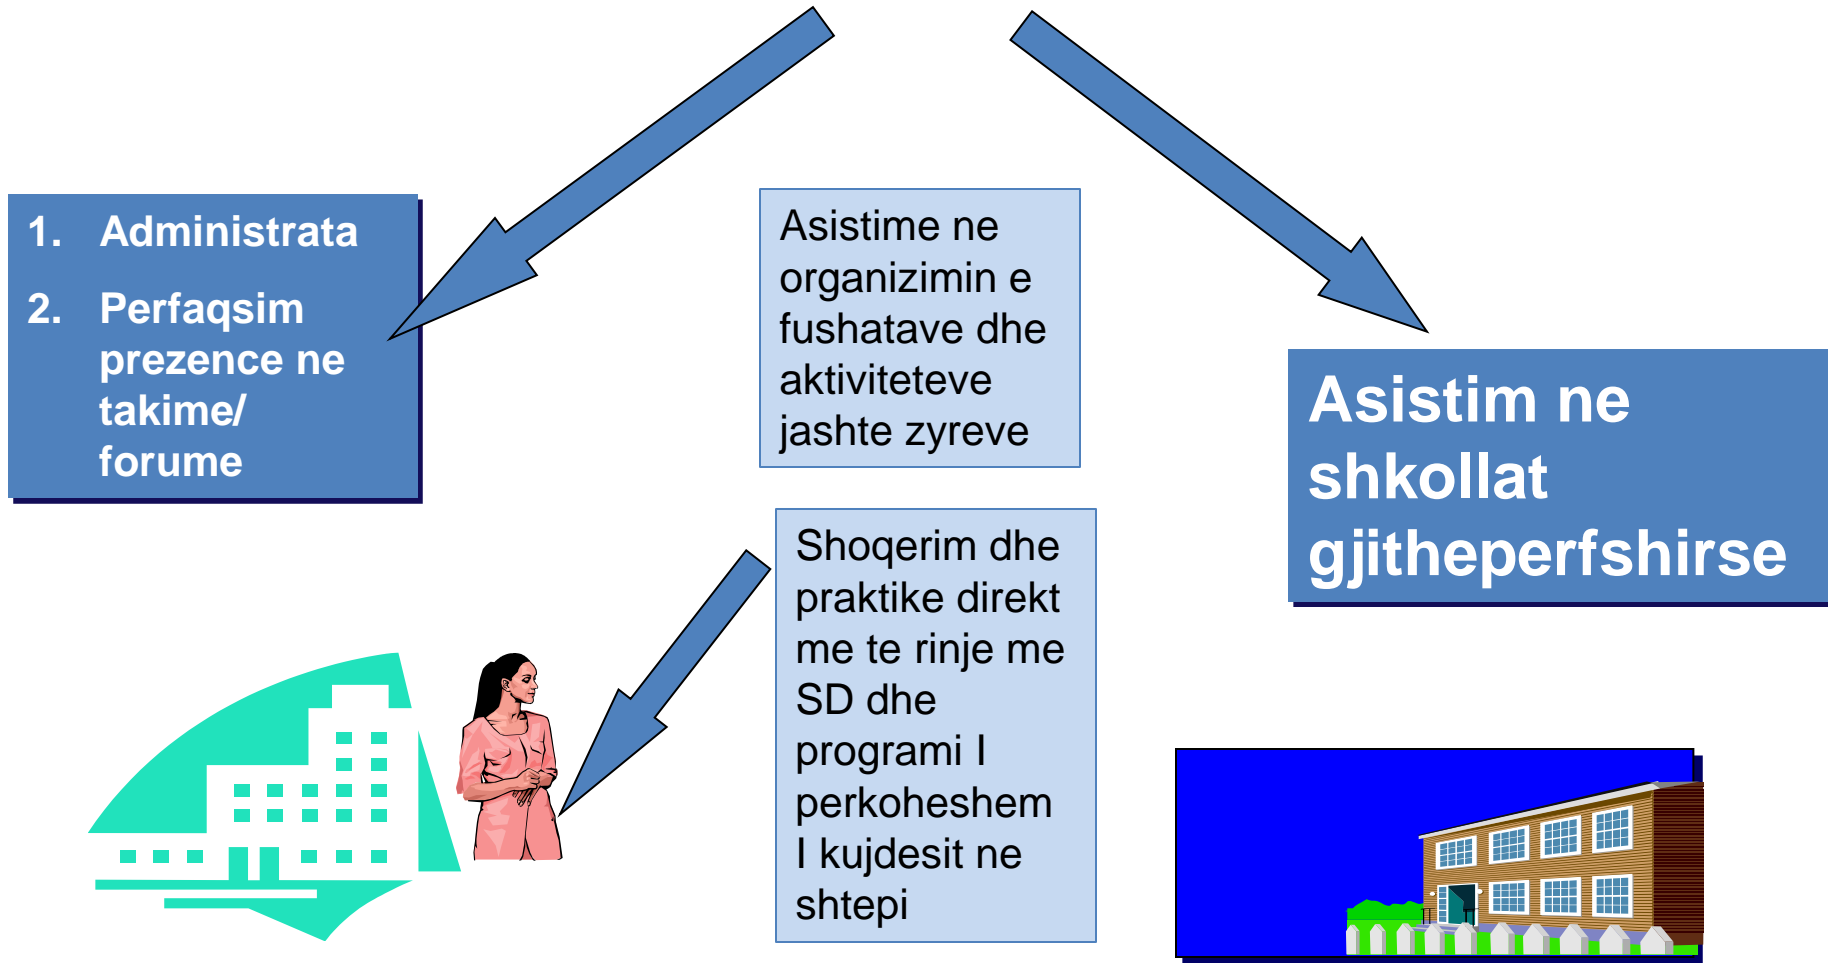 1. Administrata
2. Perfaqsim
prezence ne
takime/
forume
Asistime ne
organizimin e
fushatave dhe
aktiviteteve
jashte zyreve
Asistim ne
shkollat
gjitheperfshirse
Shoqerim dhe
praktike direkt
me te rinje me
SD dhe
programi I
perkoheshem
I kujdesit ne
shtepi